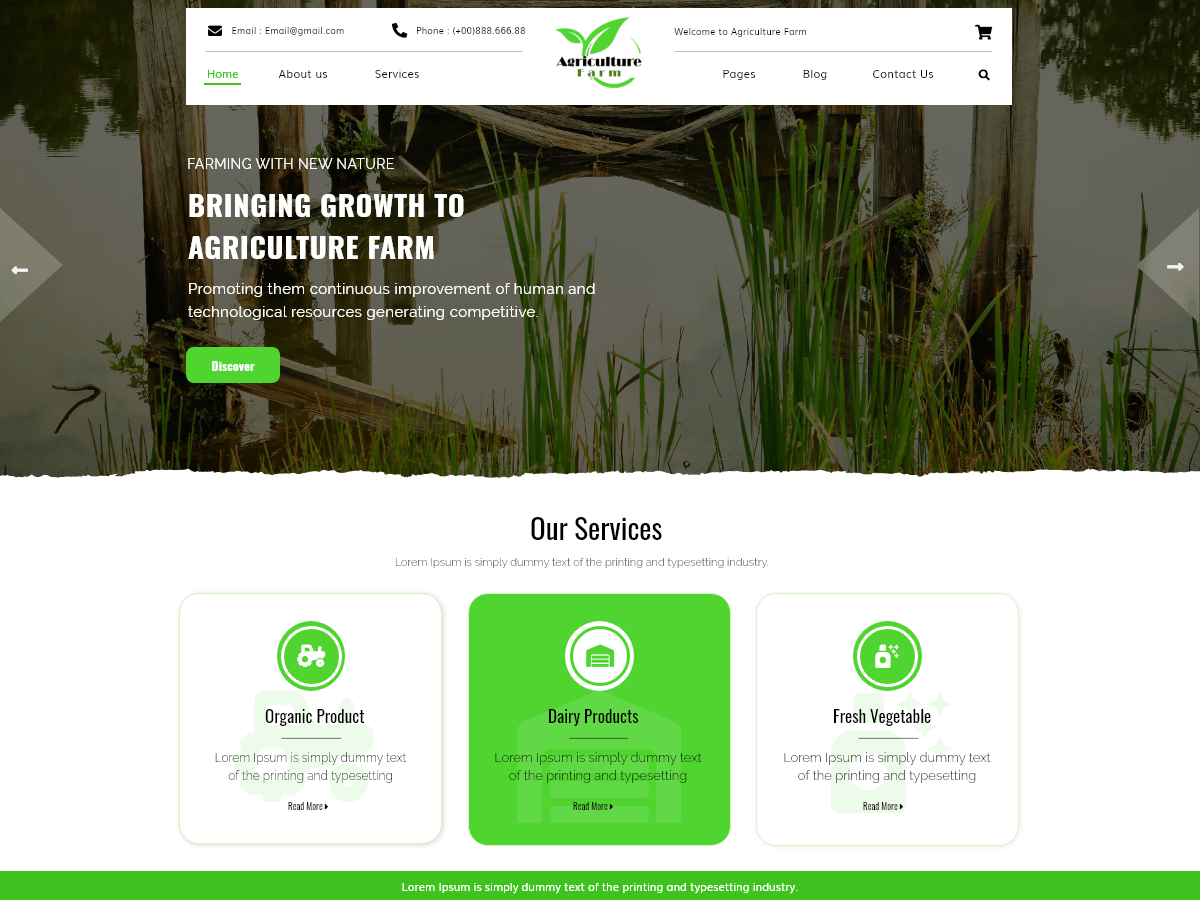 Email : Email@gmail.com
Phone : (+00)888.666.88
Agriculture
Farm
Welcome to Agriculture Farm
Home
About us
Services
Pages
Blog
Contact Us
FARMING WITH NEW NATURE
BRINGING GROWTH TO
AGRICULTURE FARM
Promoting them continuous improvement of human and
technological resources generating competitive.
Discover
Our Services
Lorem Ipsum is simply dummy text of the printing and typesetting industry.
Organic Product
Lorem Ipsum is simply dummy text
of the printing and typesetting
Read More
Dairy Products
Lorem Ipsum is simply dummy text
of the printing and typesetting
Read More
Fresh Vegetable
Lorem Ipsum is simply dummy text
of the printing and typesetting
Read More
Lorem Ipsum is simply dummy text of the printing and typesetting industry.